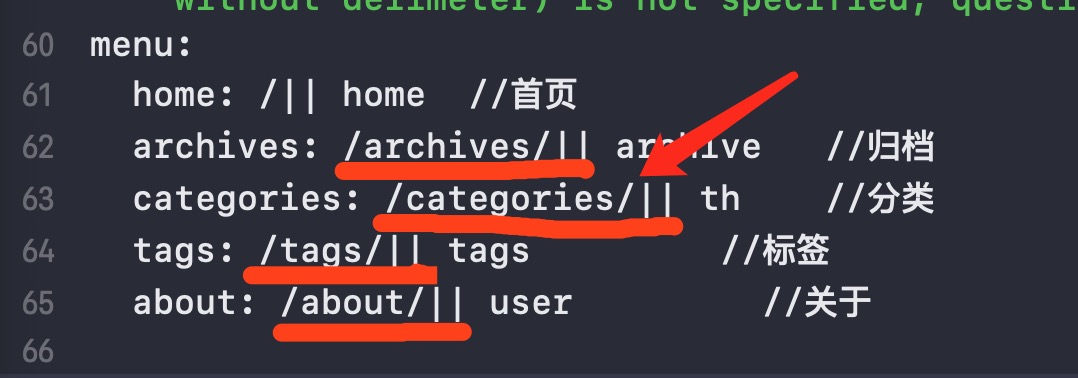 without delimeter) is not specified, questi
60 menu:
61 home: /|| home //首页
62 archives: /archives/|| archive //归档
63 categories: /categories/|| th //分类
64 tags: /tags/|| tags //标签
65 about: /about/|| user //关于
66